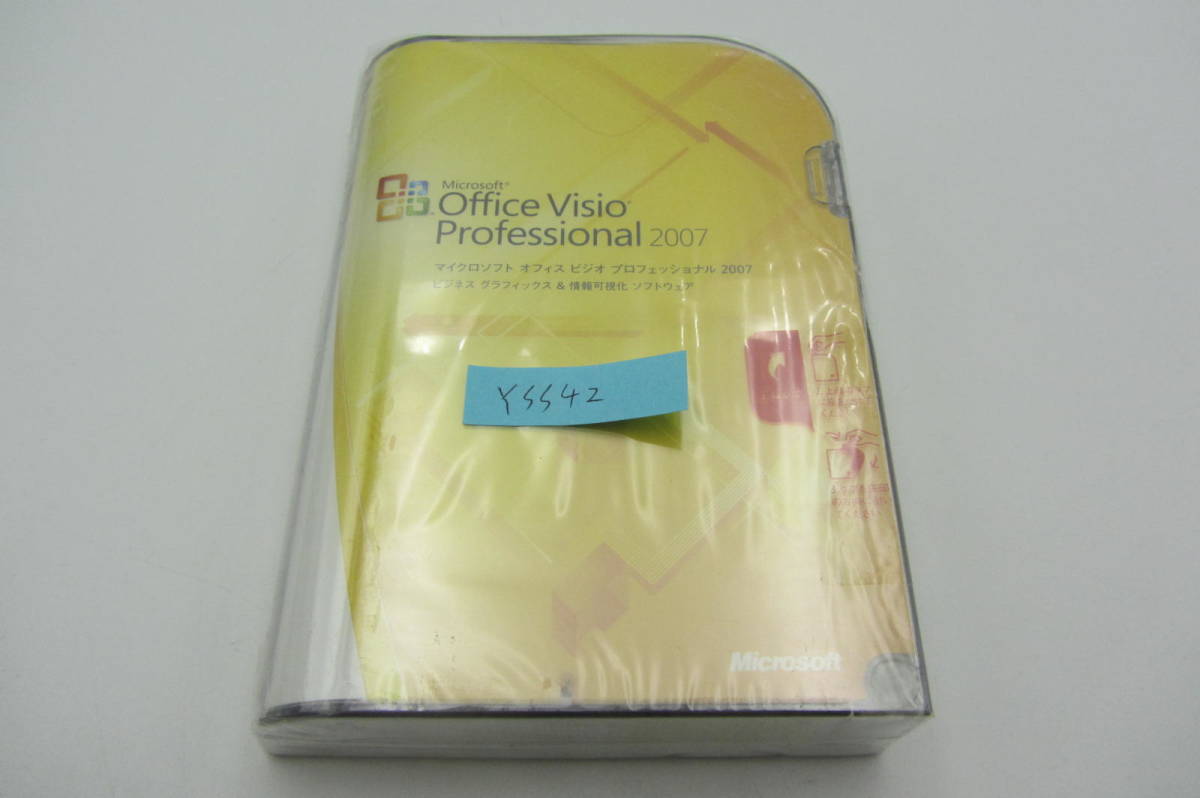 Microsoft®
Office Visio®
Professional 2007
マイクロソフト オフィス ビジオ プロフェッショナル 2007
ビジネス グラフィックス & 情報可視化 ソフトウェア
YSS42
Microsoft